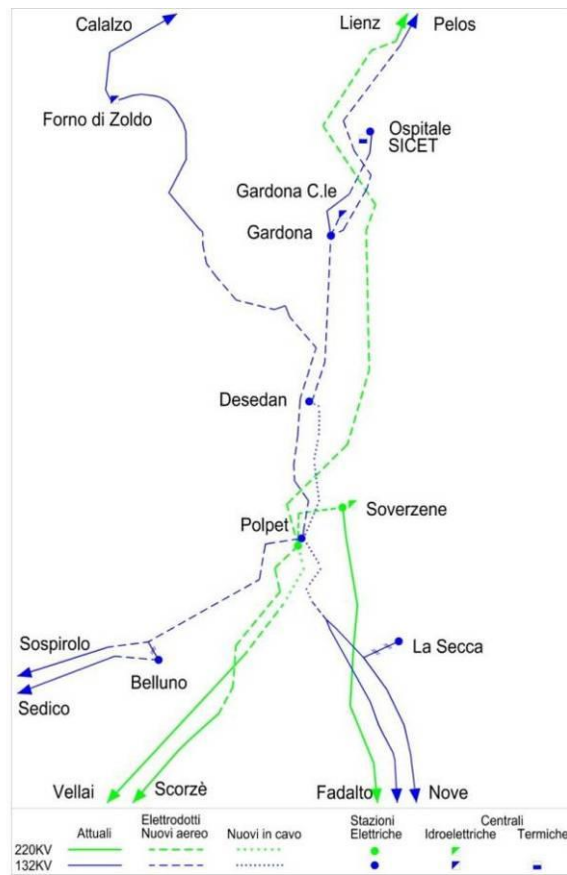 Calalzo
Lienz
Pelos
Forno di Zoldo
Ospitale
SICET
Gardona C.le
Gardona
Desedan
Soverzene
Polpet
Sospirolo
La Secca
Belluno
Sedico
Vellai
Scorzè
Fadalto
Nove
Elettrodotti
Stazioni
Centrali
Attuali
Nuovi aereo
Nuovi in cavo
Elettriche
Idroelettriche
Termiche
220KV
132KV